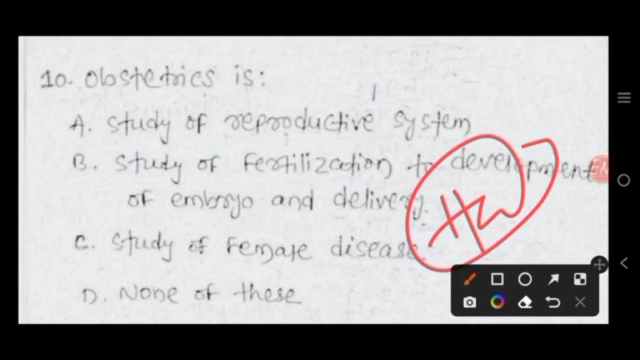 10. Obstetrics is:
A. Study of reproductive system
B. Study of Fertilization to development
of embryo and delivery.
C. Study of Female disease.
D. None of these
HW